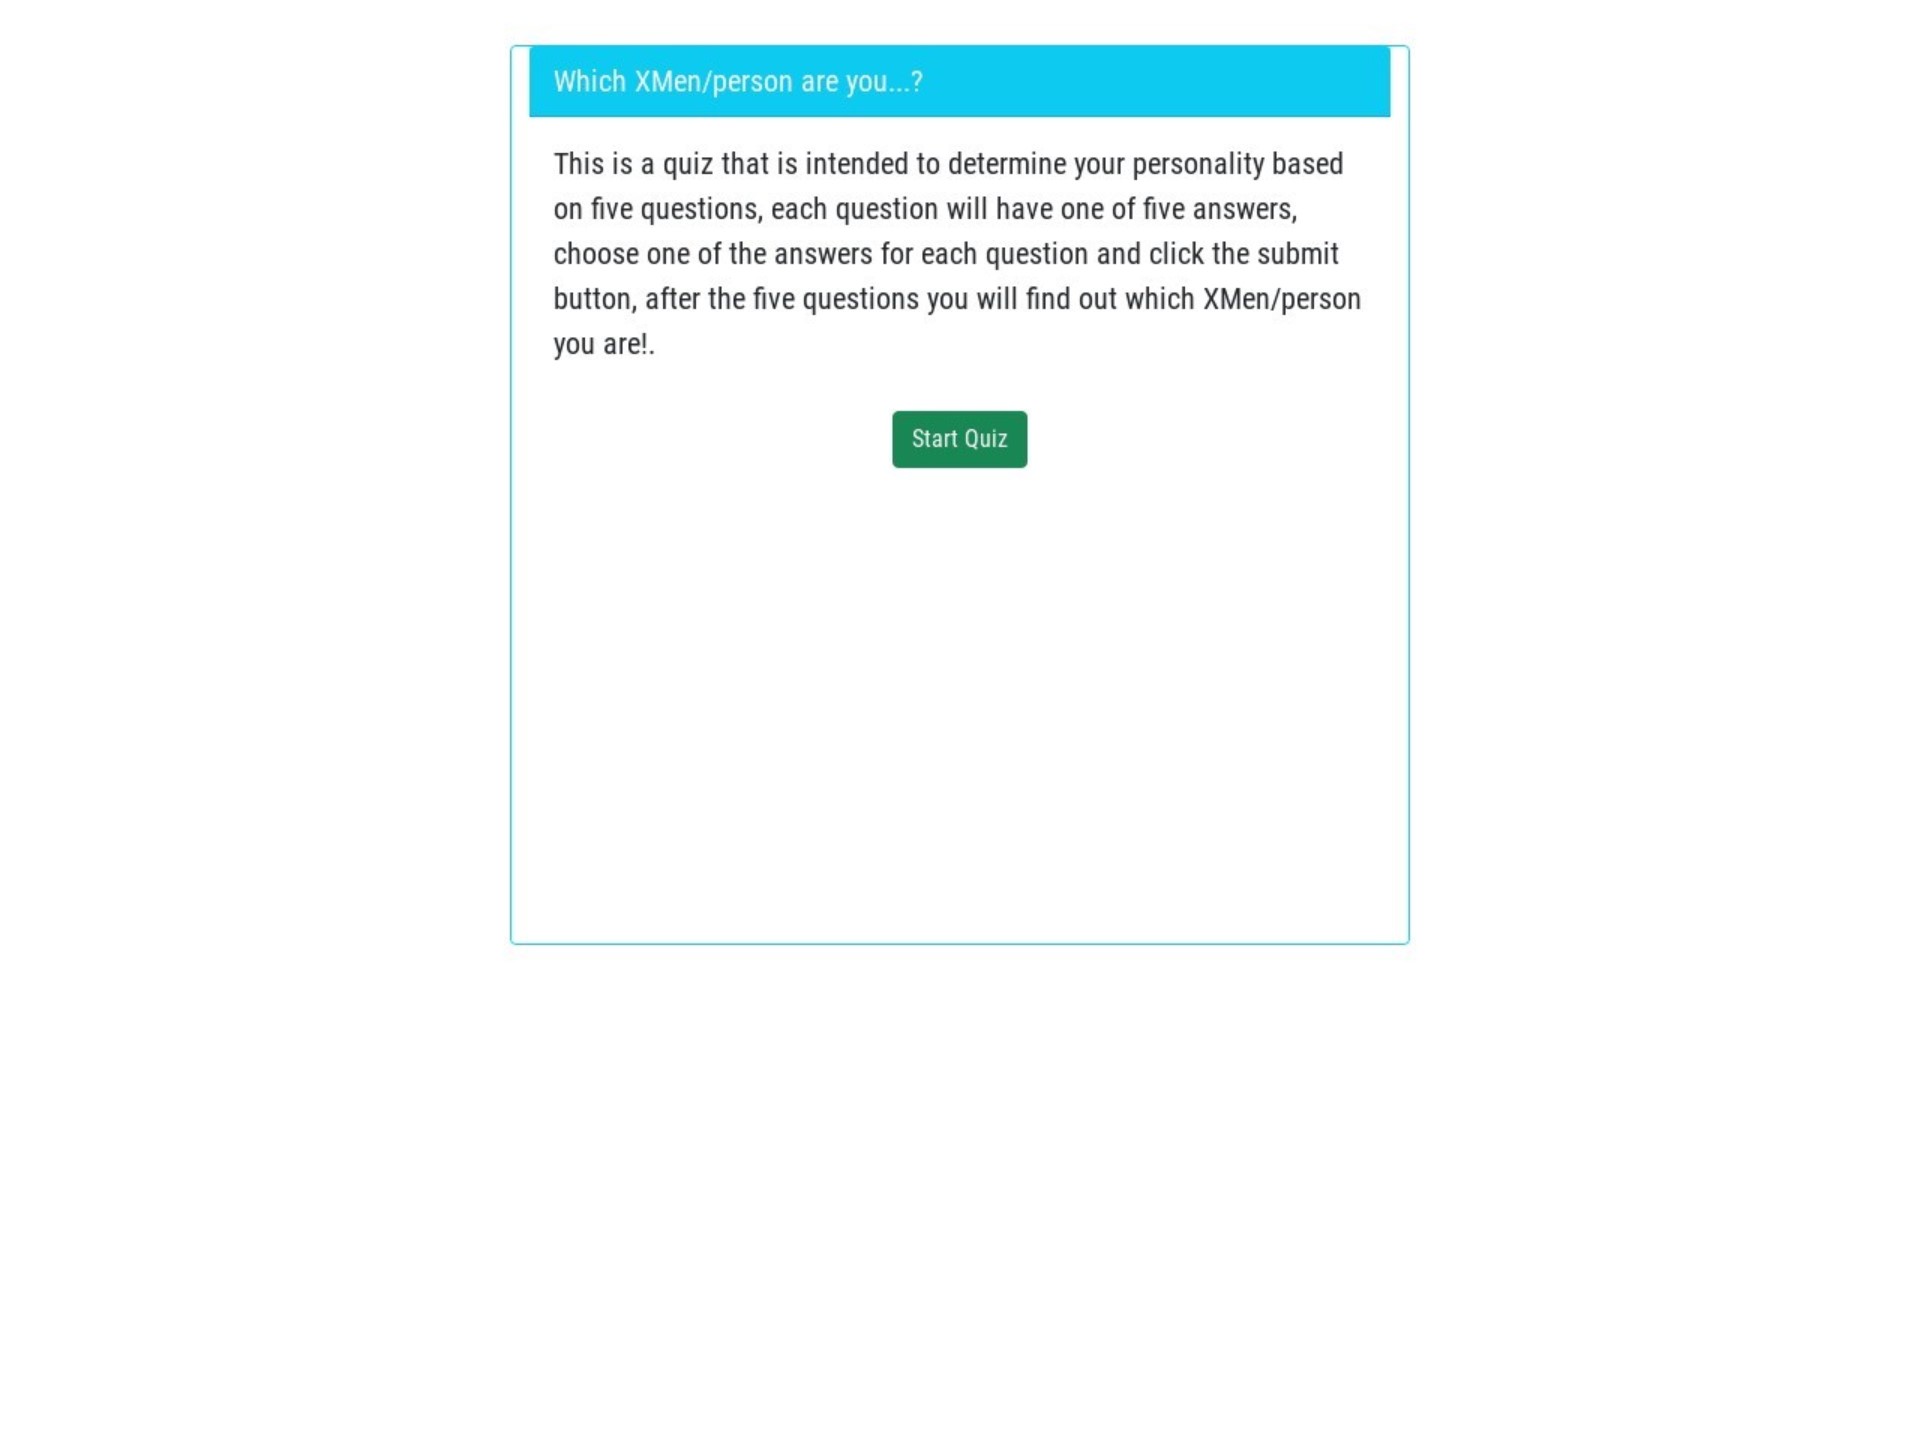 Which XMen/person are you...?
This is a quiz that is intended to determine your personality based
on five questions, each question will have one of five answers,
choose one of the answers for each question and click the submit
button, after the five questions you will find out which XMen/person
you are!.
Start Quiz